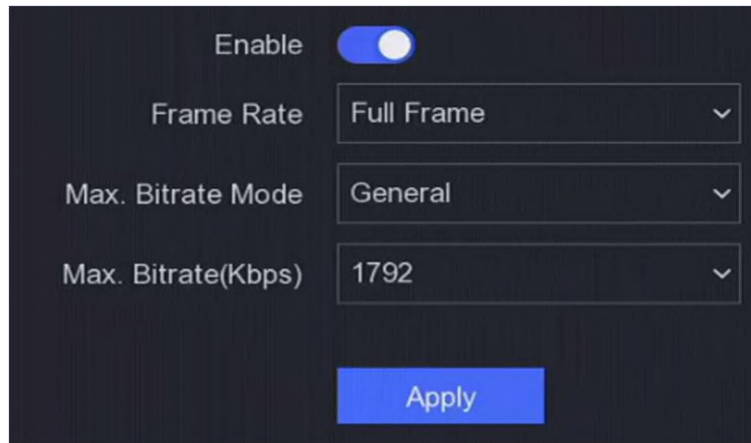 Enable
Frame Rate Full Frame
Max. Bitrate Mode General
Max. Bitrate(Kbps) 1792
Apply